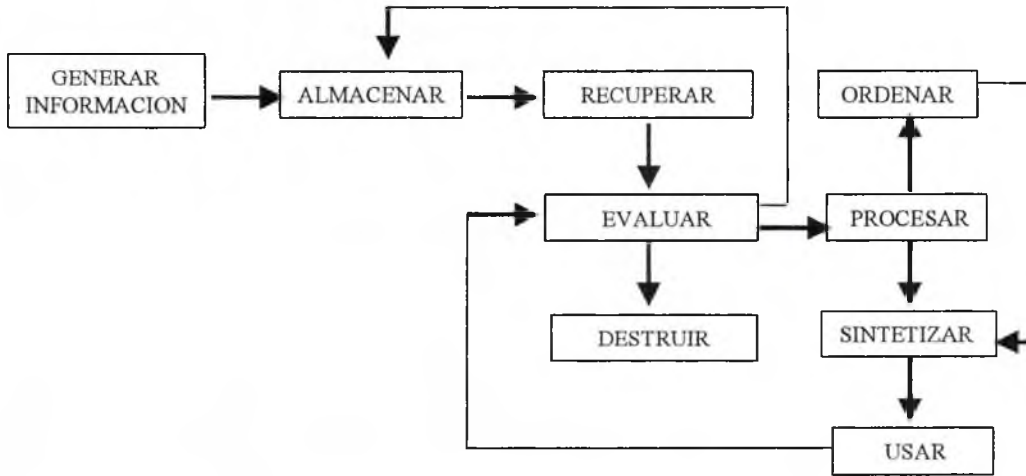 GENERAR
INFORMACION
ALMACENAR
RECUPERAR
ORDENAR
EVALUAR
PROCESAR
DESTRUIR
SINTETIZAR
USAR